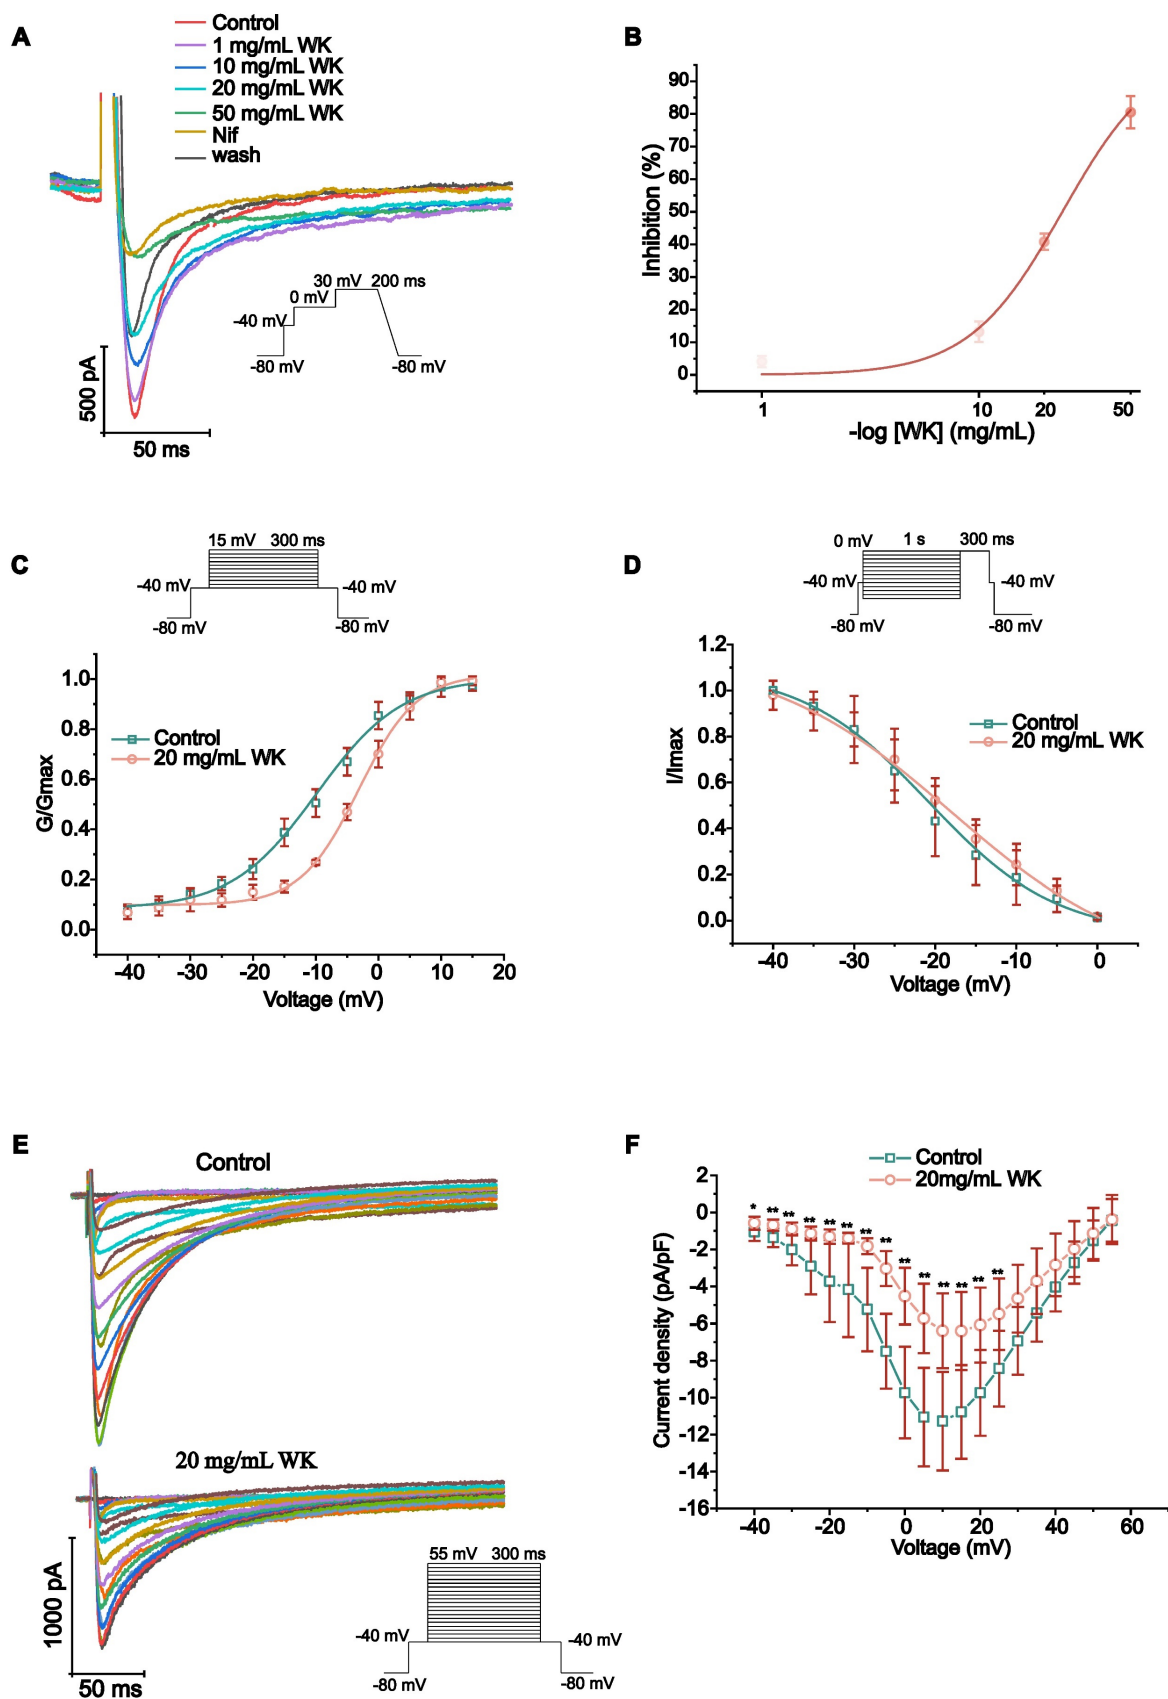 A
Control
1 mg/mL WK
10 mg/mL WK
20 mg/mL WK
50 mg/mL WK
Nif
wash
30 mV 200 ms
0 mV
-40 mV
-80 mV
-80 mV
500 pA
50 ms
B
90
80
70
60
50
40
30
20
10
0
Inhibition (%)
1 10 20 50
-log [WK] (mg/mL)
C
15 mV 300 ms
-40 mV -40 mV
-80 mV -80 mV
1.0
0.8
0.6
0.4
0.2
0.0
G/Gmax
Control
20 mg/mL WK
-40 -30 -20 -10 0 10 20
Voltage (mV)
D
0 mV 1 s 300 ms
-40 mV -40 mV
-80 mV -80 mV
1.2
1.0
0.8
0.6
0.4
0.2
0.0
I/Imax
Control
20 mg/mL WK
-40 -30 -20 -10 0
Voltage (mV)
E
Control
20 mg/mL WK
1000 pA
50 ms
55 mV 300 ms
-40 mV -40 mV
-80 mV -80 mV
F
Control
20mg/mL WK
2
0
-2
-4
-6
-8
-10
-12
-14
-16
Current density (pA/pF)
* ** ** ** ** ** ** ** ** ** ** ** ** **
-40 -20 0 20 40 60
Voltage (mV)